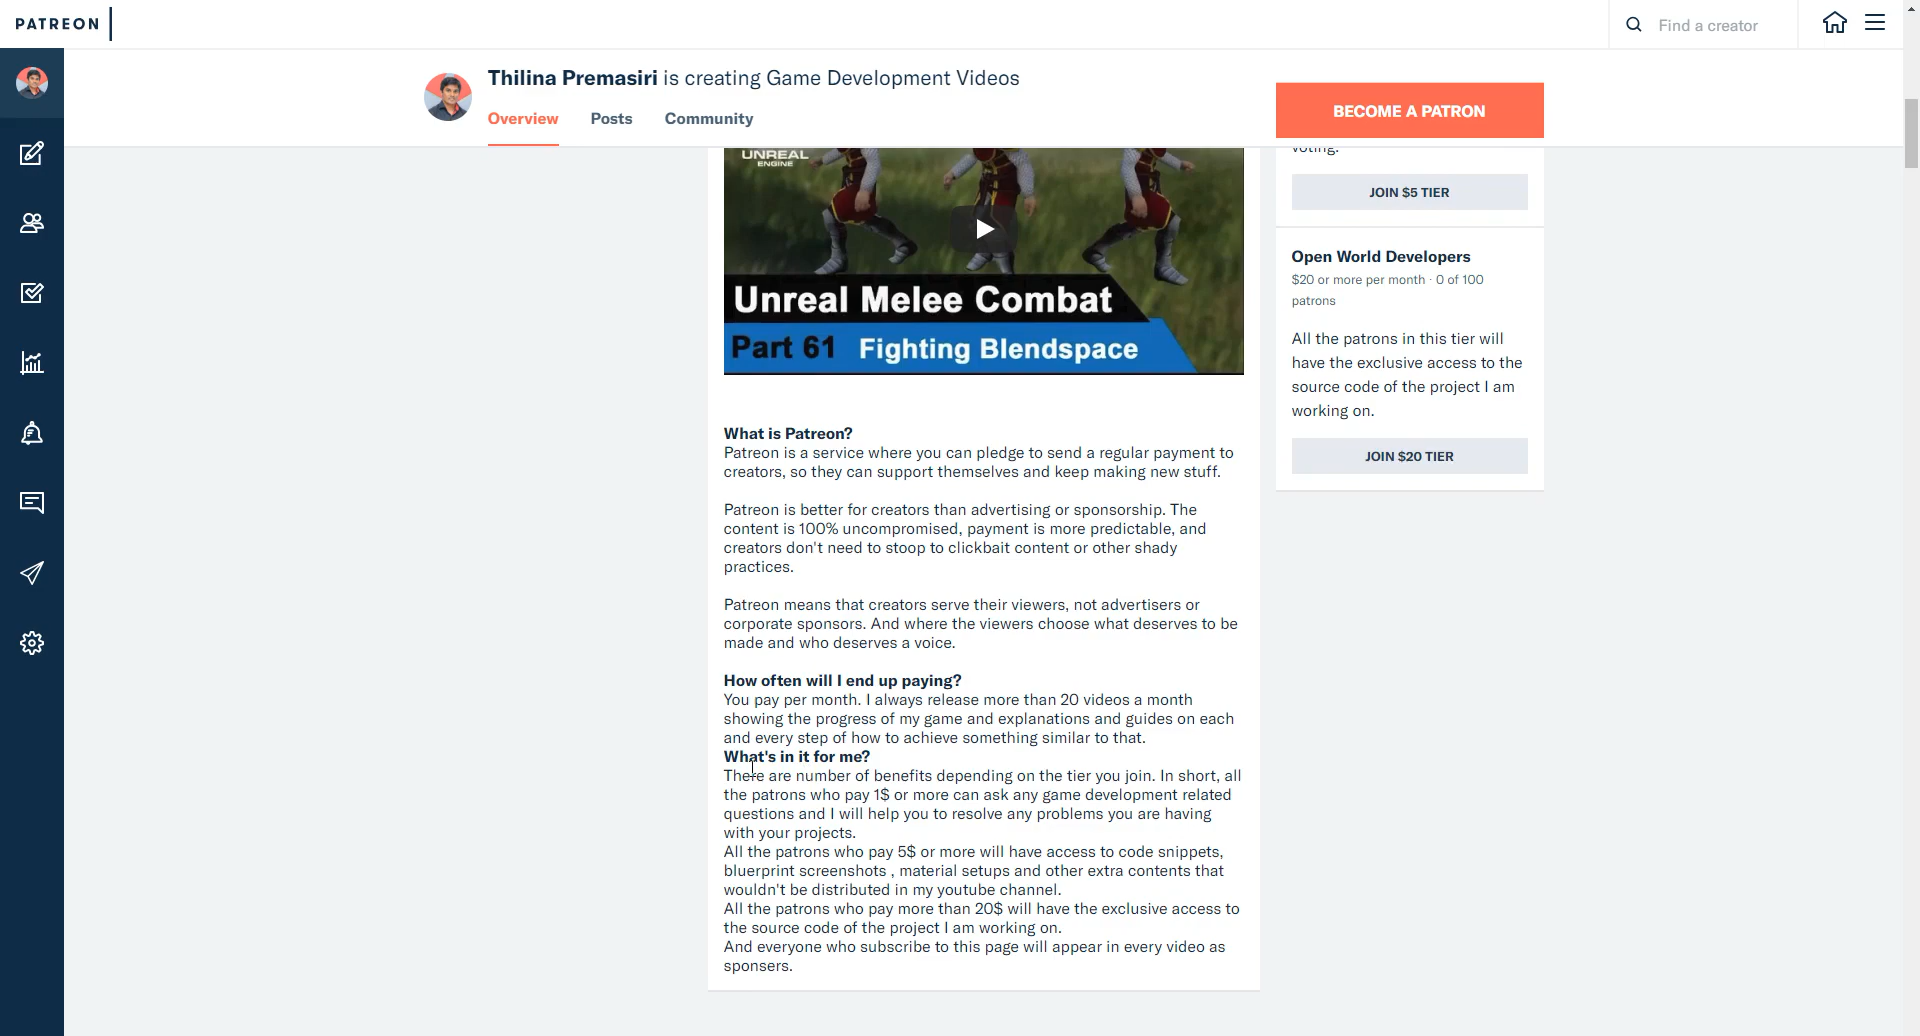 PATREON
Find a creator
Thilina Premasiri is creating Game Development Videos
Overview
Posts
Community
BECOME A PATRON
UNREAL
ENGINE
Unreal Melee Combat
Part 61 Fighting Blendspace
What is Patreon?
Patreon is a service where you can pledge to send a regular payment to
creators, so they can support themselves and keep making new stuff.
Patreon is better for creators than advertising or sponsorship. The
content is 100% uncompromised, payment is more predictable, and
creators don't need to stoop to clickbait content or other shady
practices.
Patreon means that creators serve their viewers, not advertisers or
corporate sponsors. And where the viewers choose what deserves to be
made and who deserves a voice.
How often will I end up paying?
You pay per month. I always release more than 20 videos a month
showing the progress of my game and explanations and guides on each
and every step of how to achieve something similar to that.
What's in it for me?
There are number of benefits depending on the tier you join. In short, all
the patrons who pay 1$ or more can ask any game development related
questions and I will help you to resolve any problems you are having
with your projects.
All the patrons who pay 5$ or more will have access to code snippets,
bluerprint screenshots , material setups and other extra contents that
wouldn't be distributed in my youtube channel.
All the patrons who pay more than 20$ will have the exclusive access to
the source code of the project I am working on.
And everyone who subscribe to this page will appear in every video as
sponsers.
voting.
JOIN $5 TIER
Open World Developers
$20 or more per month · 0 of 100
patrons
All the patrons in this tier will
have the exclusive access to the
source code of the project I am
working on.
JOIN $20 TIER